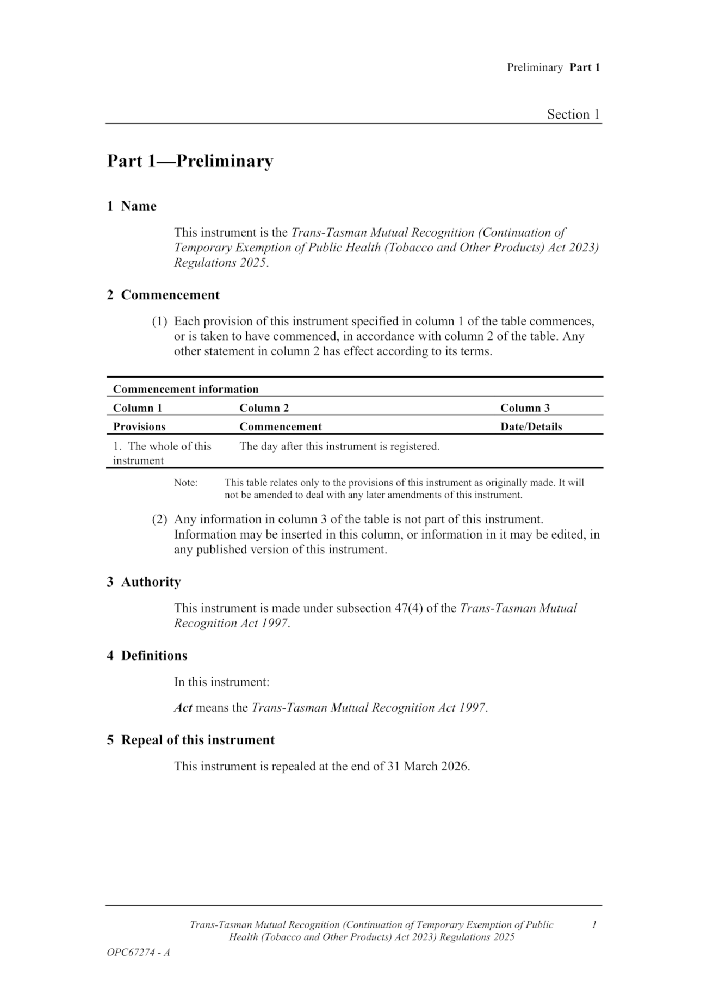 Preliminary Part 1
Section 1
Part 1—Preliminary
1 Name
This instrument is the Trans-Tasman Mutual Recognition (Continuation of
Temporary Exemption of Public Health (Tobacco and Other Products) Act 2023)
Regulations 2025.
2 Commencement
(1) Each provision of this instrument specified in column 1 of the table commences,
or is taken to have commenced, in accordance with column 2 of the table. Any
other statement in column 2 has effect according to its terms.
Commencement information
Column 1 Column 2 Column 3
Provisions Commencement Date/Details
1. The whole of this The day after this instrument is registered.
instrument
Note: This table relates only to the provisions of this instrument as originally made. It will
not be amended to deal with any later amendments of this instrument.
(2) Any information in column 3 of the table is not part of this instrument.
Information may be inserted in this column, or information in it may be edited, in
any published version of this instrument.
3 Authority
This instrument is made under subsection 47(4) of the Trans-Tasman Mutual
Recognition Act 1997.
4 Definitions
In this instrument:
Act means the Trans-Tasman Mutual Recognition Act 1997.
5 Repeal of this instrument
This instrument is repealed at the end of 31 March 2026.
Trans-Tasman Mutual Recognition (Continuation of Temporary Exemption of Public 1
Health (Tobacco and Other Products) Act 2023) Regulations 2025
OPC67274 - A